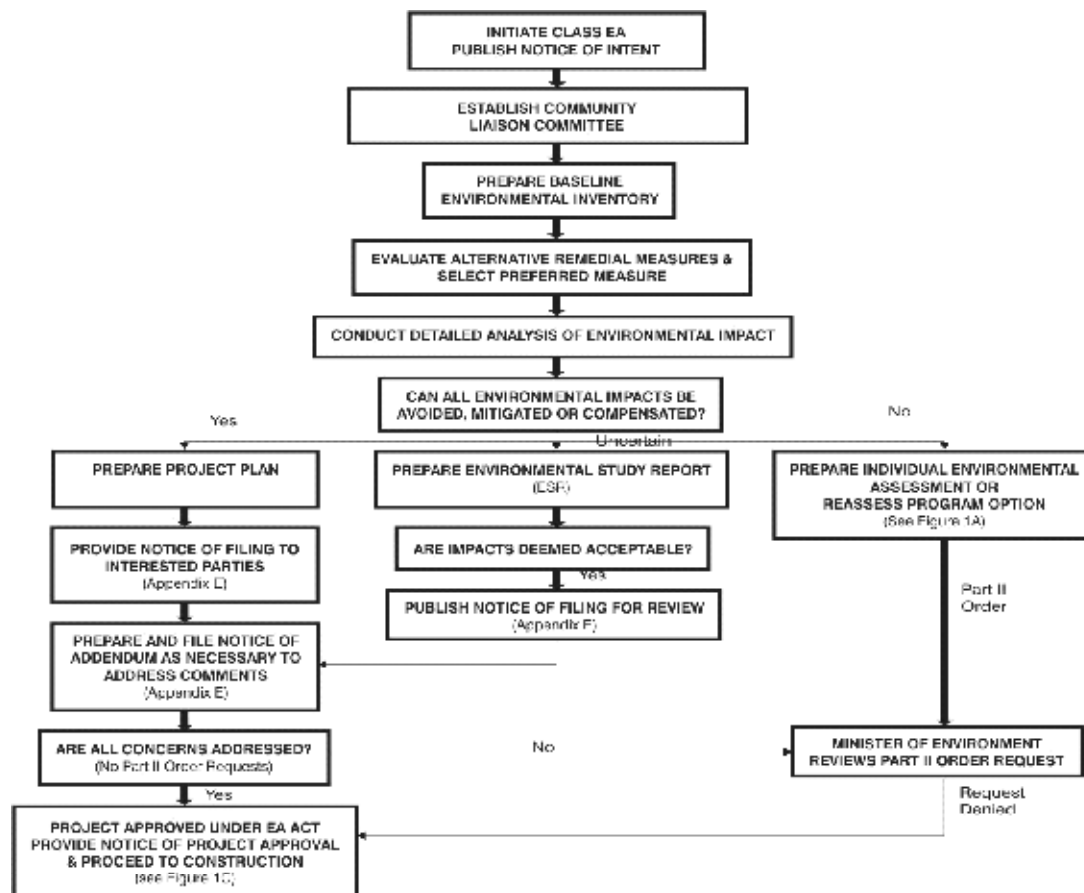 INITIATE CLASS EA
PUBLISH NOTICE OF INTENT
ESTABLISH COMMUNITY
LIAISON COMMITTEE
PREPARE BASELINE
ENVIRONMENTAL INVENTORY
EVALUATE ALTERNATIVE REMEDIAL MEASURES &
SELECT PREFERRED MEASURE
CONDUCT DETAILED ANALYSIS OF ENVIRONMENTAL IMPACT
CAN ALL ENVIRONMENTAL IMPACTS BE
AVOIDED, MITIGATED OR COMPENSATED?
Yes
Uncertain
No
PREPARE PROJECT PLAN
PREPARE ENVIRONMENTAL STUDY REPORT
(ESR)
PREPARE INDIVIDUAL ENVIRONMENTAL
ASSESSMENT OR
REASSESS PROGRAM OPTION
(See Figure 1A)
PROVIDE NOTICE OF FILING TO
INTERESTED PARTIES
(Appendix E)
ARE IMPACTS DEEMED ACCEPTABLE?
Yes
PUBLISH NOTICE OF FILING FOR REVIEW
(Appendix E)
Part II
Order
PREPARE AND FILE NOTICE OF
ADDENDUM AS NECESSARY TO
ADDRESS COMMENTS
(Appendix E)
ARE ALL CONCERNS ADDRESSED?
(No Part II Order Requests)
No
MINISTER OF ENVIRONMENT
REVIEWS PART II ORDER REQUEST
Yes
Request
Denied
PROJECT APPROVED UNDER EA ACT
PROVIDE NOTICE OF PROJECT APPROVAL
& PROCEED TO CONSTRUCTION
(see Figure